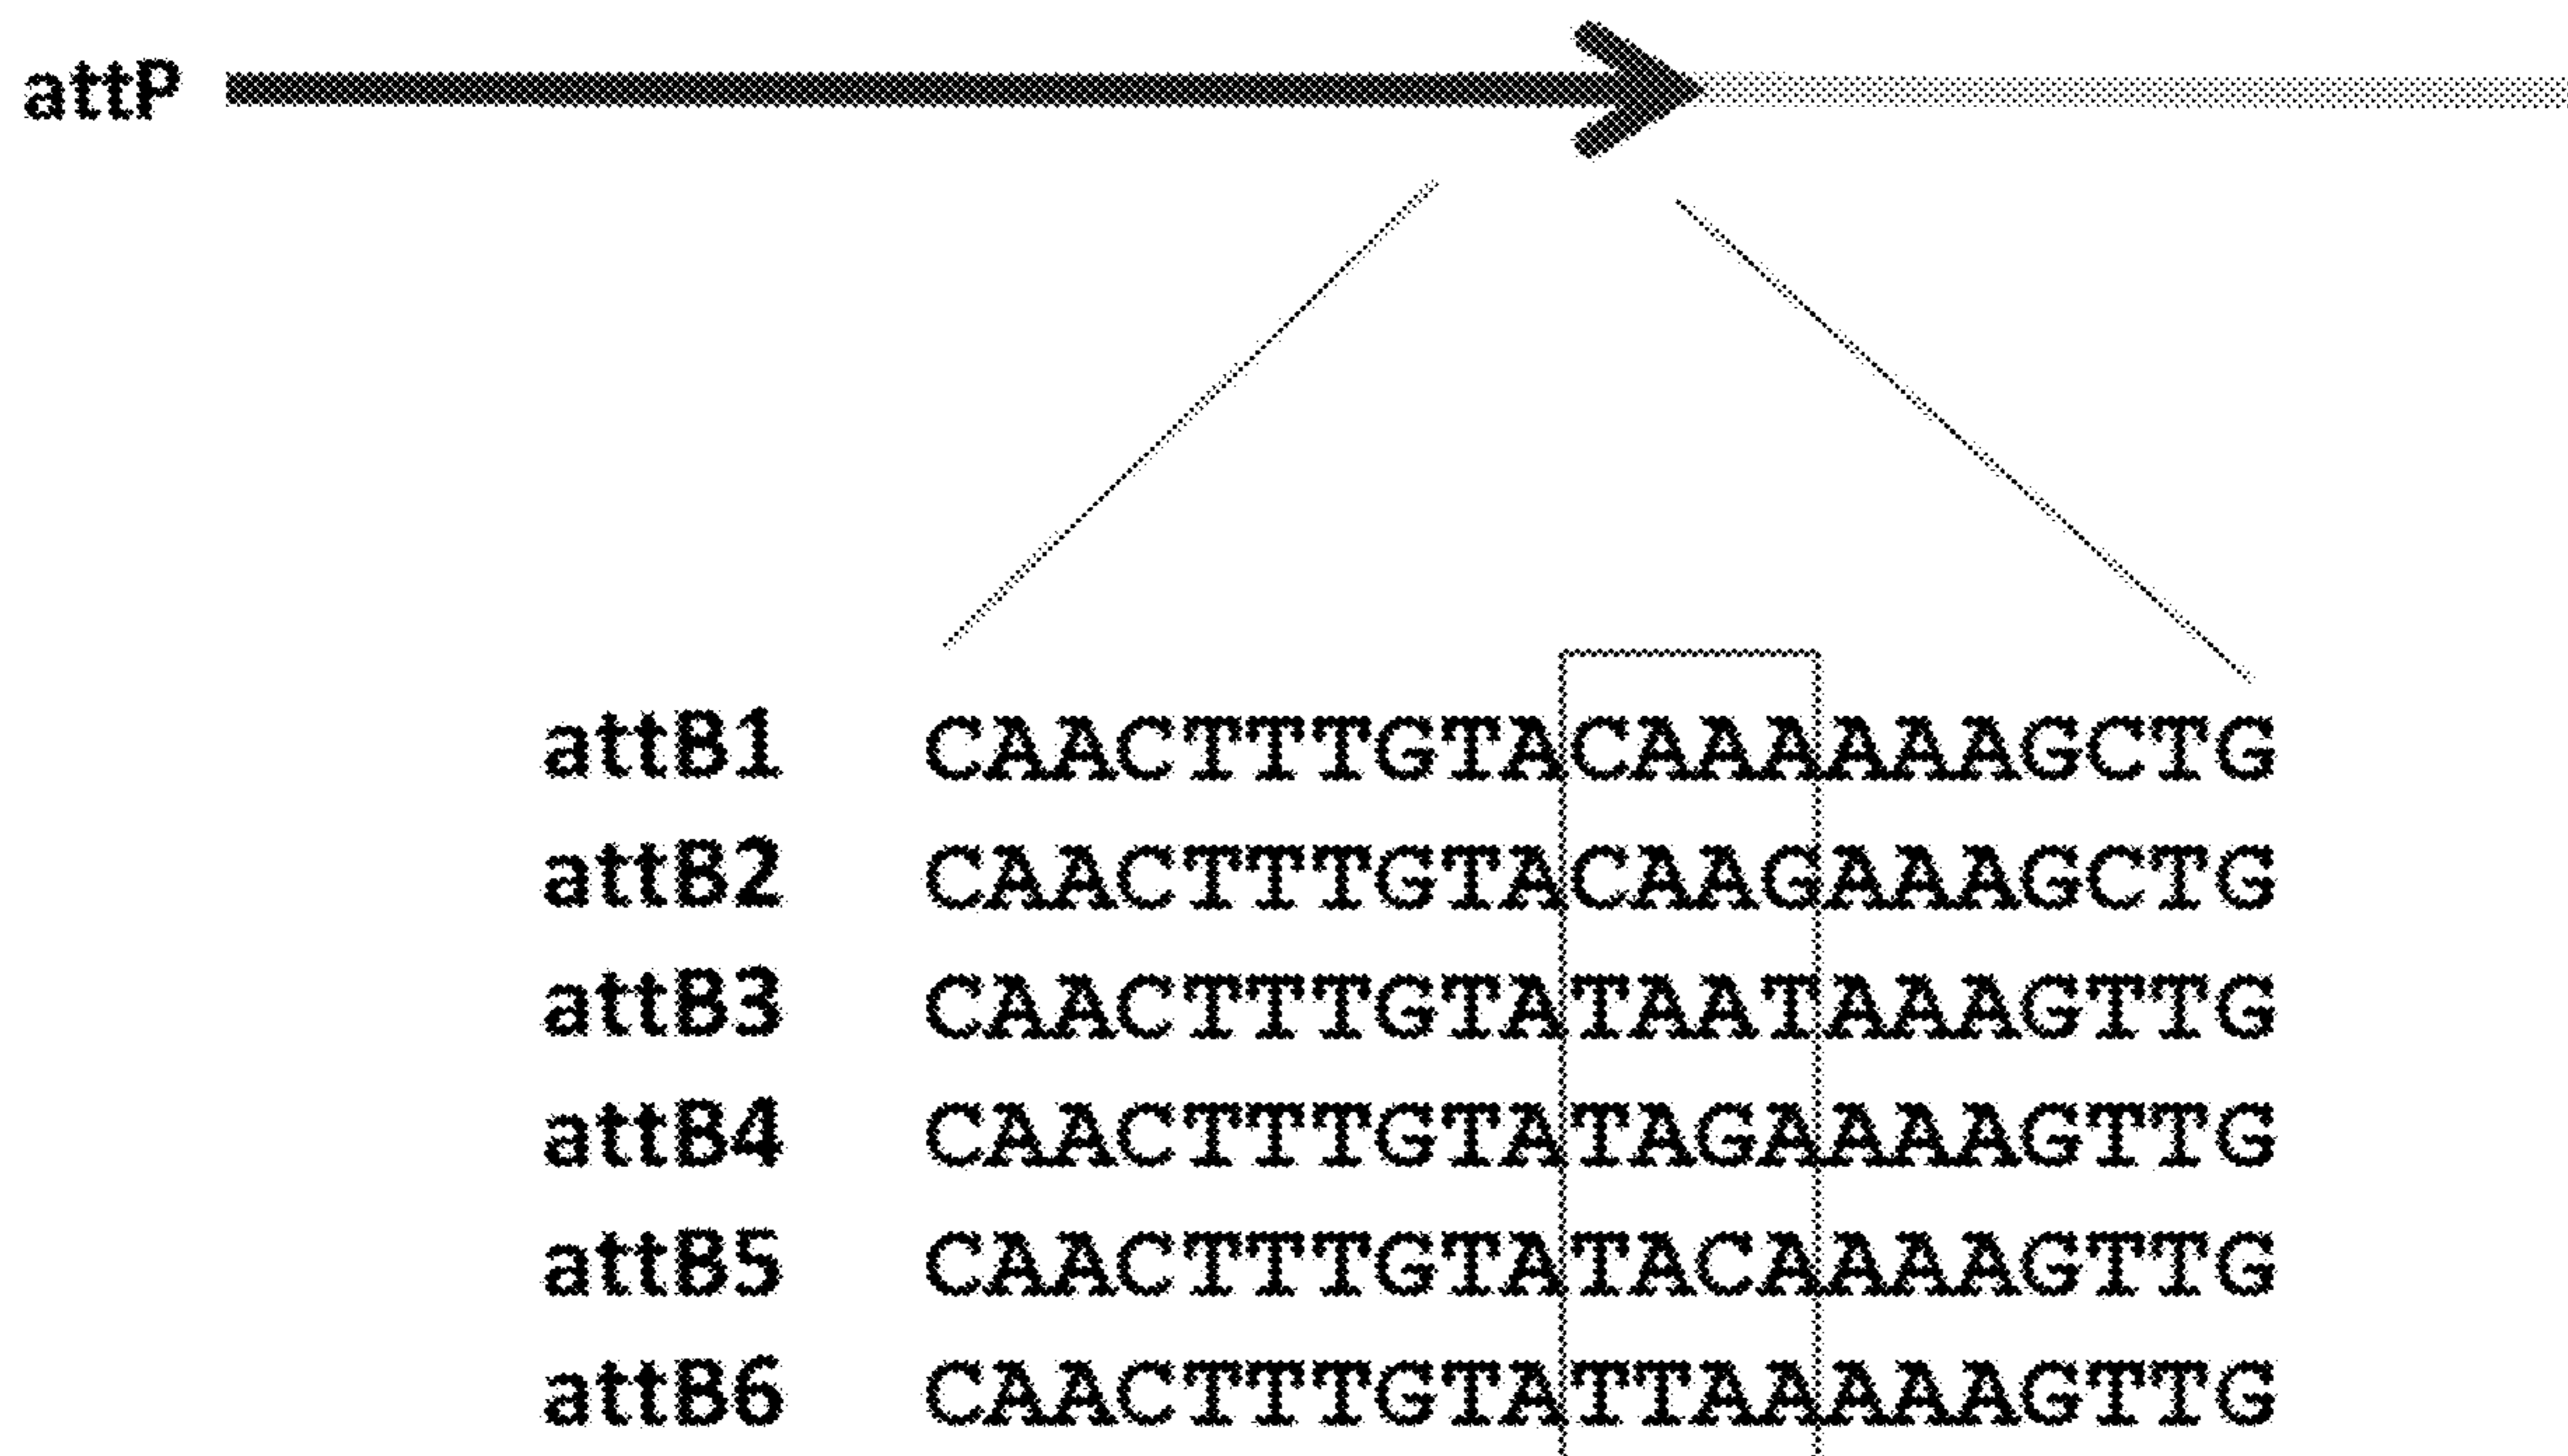 attP
attB1 CAACTTTGTACAAAAAAGCTG
attB2 CAACTTTGTACAAGAAAGCTG
attB3 CAACTTTGTATAATAAAGTTG
attB4 CAACTTTGTATAGAAAAGTTG
attB5 CAACTTTGTATACAAAAGTTG
attB6 CAACTTTGTATTAAAAAGTTG